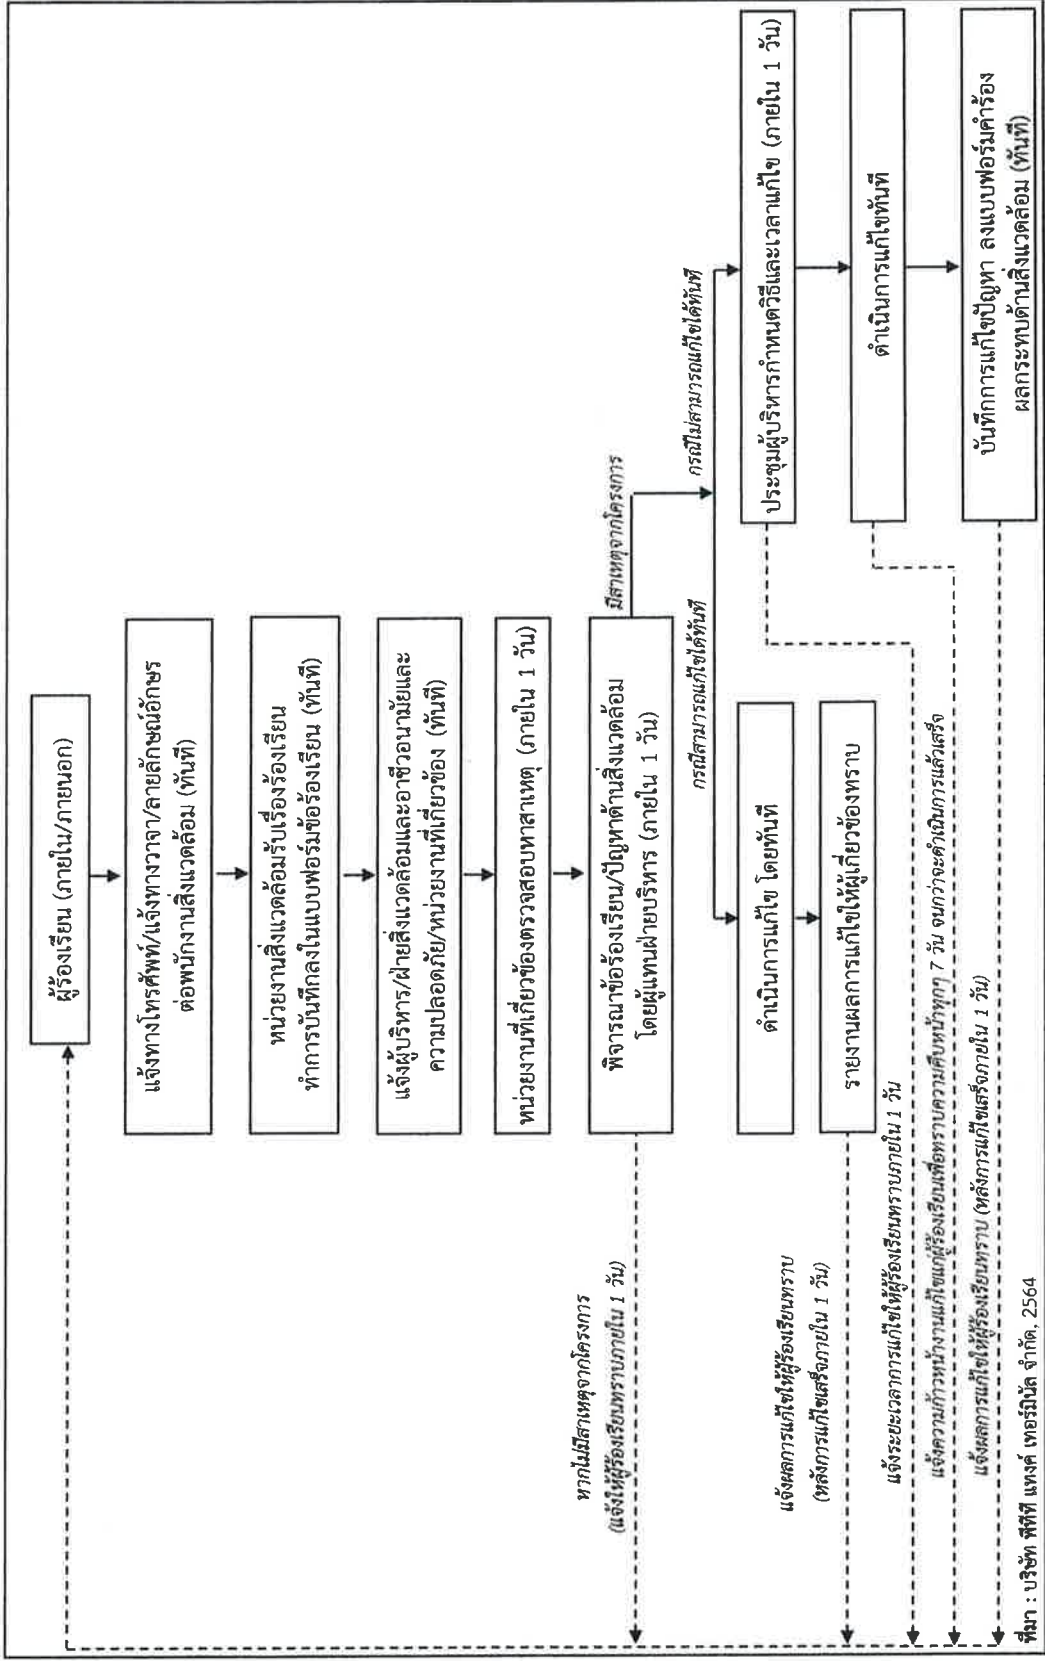 ผู้ร้องเรียน (ภายใน/ภายนอก)
แจ้งทางโทรศัพท์/แจ้งทางวาจา/ลายลักษณ์อักษร
ต่อพนักงานสิ่งแวดล้อม (ทันที)
หน่วยงานสิ่งแวดล้อมรับเรื่องร้องเรียน
ทำการบันทึกลงในแบบฟอร์มข้อร้องเรียน (ทันที)
แจ้งผู้บริหาร/ฝ่ายสิ่งแวดล้อมและอาชีวอนามัยและ
ความปลอดภัย/หน่วยงานที่เกี่ยวข้อง (ทันที)
หน่วยงานที่เกี่ยวข้องตรวจสอบหาสาเหตุ (ภายใน 1 วัน)
พิจารณาข้อร้องเรียน/ปัญหาด้านสิ่งแวดล้อม
โดยผู้แทนฝ่ายบริหาร (ภายใน 1 วัน)
หากไม่มีสาเหตุจากโครงการ
(แจ้งให้ผู้ร้องเรียนทราบภายใน 1 วัน)
มีสาเหตุจากโครงการ
กรณีสามารถแก้ไขได้ทันที
กรณีไม่สามารถแก้ไขได้ทันที
ดำเนินการแก้ไข โดยทันที
รายงานผลการแก้ไขให้ผู้เกี่ยวข้องทราบ
แจ้งผลการแก้ไขให้ผู้ร้องเรียนทราบ
(หลังการแก้ไขเสร็จภายใน 1 วัน)
ประชุมผู้บริหารกำหนดวิธีและเวลาแก้ไข (ภายใน 1 วัน)
ดำเนินการแก้ไขทันที
บันทึกการแก้ไขปัญหา ลงแบบฟอร์มคำร้อง
ผลกระทบด้านสิ่งแวดล้อม (ทันที)
แจ้งระยะเวลาการแก้ไขให้ผู้ร้องเรียนทราบภายใน 1 วัน
แจ้งความก้าวหน้างานแก้ไขแก่ผู้ร้องเรียนเพื่อทราบความคืบหน้าทุกๆ 7 วัน จนกว่าจะดำเนินการแล้วเสร็จ
แจ้งผลการแก้ไขให้ผู้ร้องเรียนทราบ (หลังการแก้ไขเสร็จภายใน 1 วัน)
ที่มา : บริษัท พีทีที แทงค์ เทอร์มินัล จำกัด, 2564